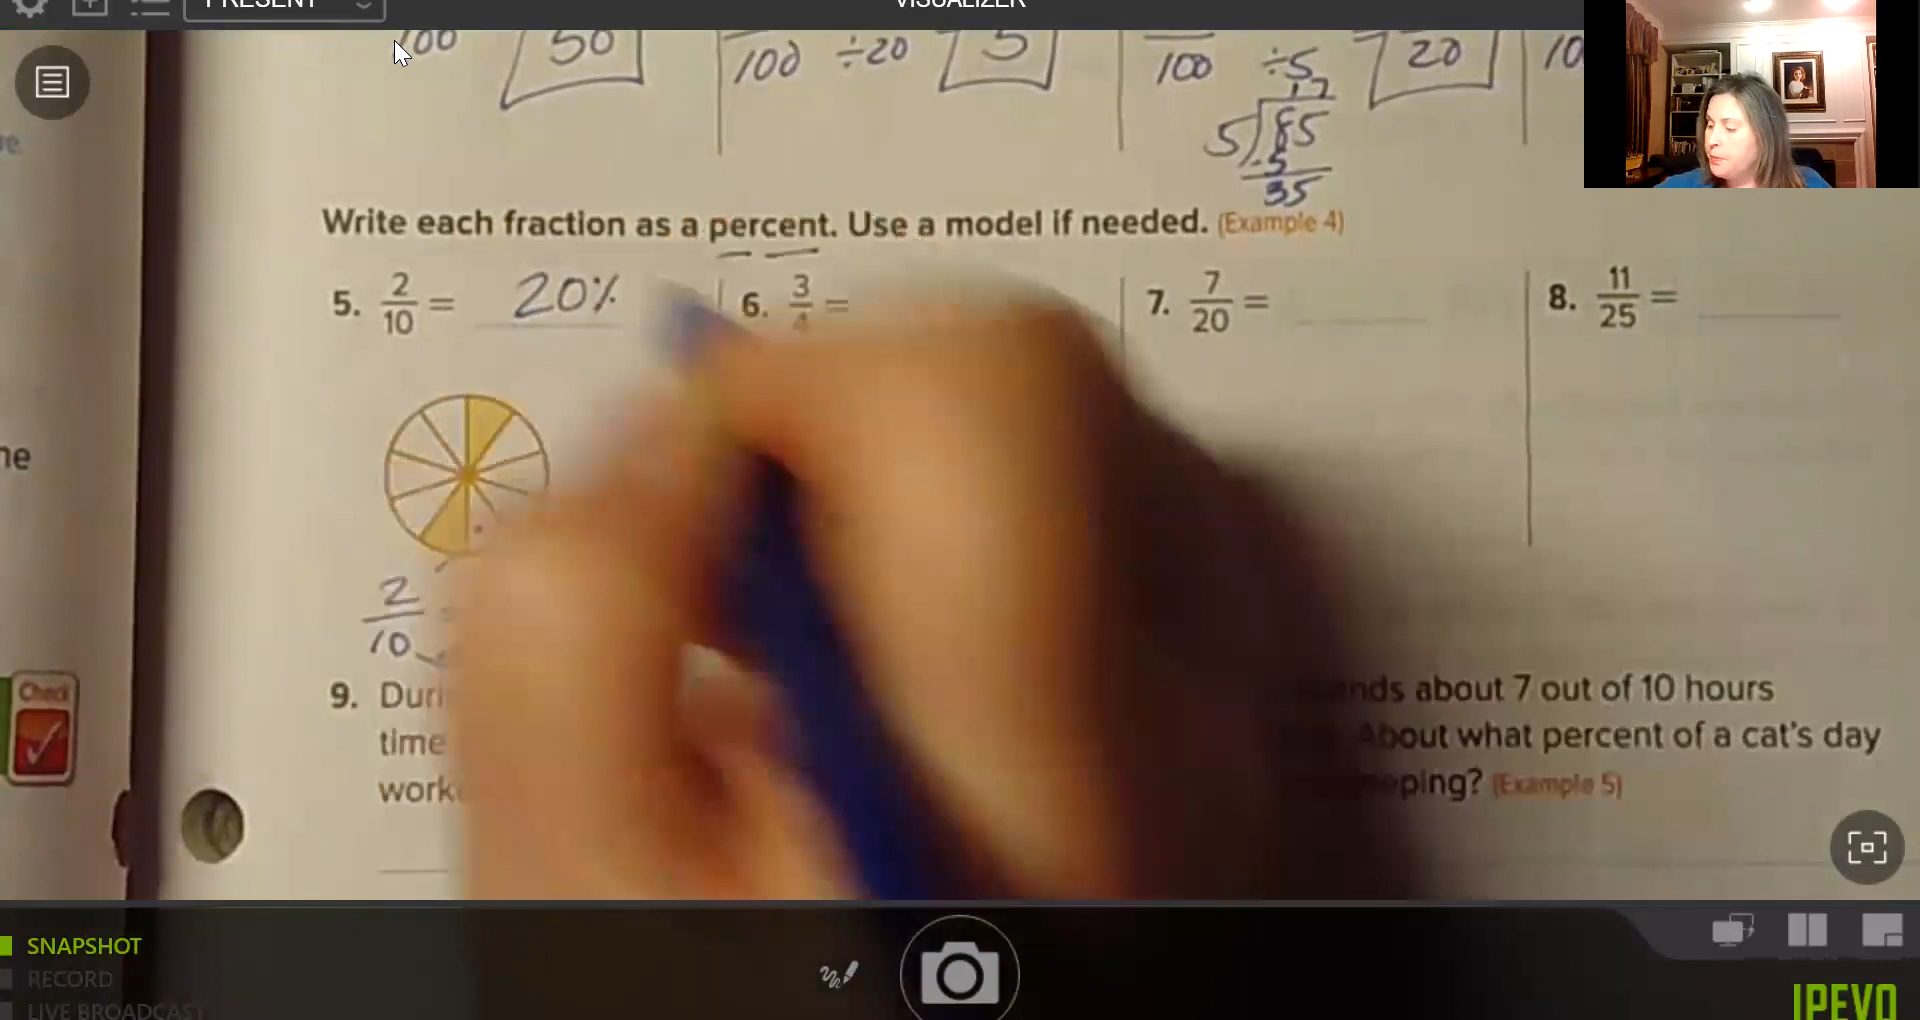 PRESENT
VISUALIZER
100
50
100 ÷20
5
100 ÷5
20
10
17
5)85
-5
35
Write each fraction as a percent. Use a model if needed. (Example 4)
5. 2/10 = 20%
6. 3/4 =
7. 7/20 =
8. 11/25 =
he
2/10
Check
9.
time
nds about 7 out of 10 hours
About what percent of a cat's day
ping? (Example 5)
SNAPSHOT
RECORD
LIVE BROADCAST
IPEVO